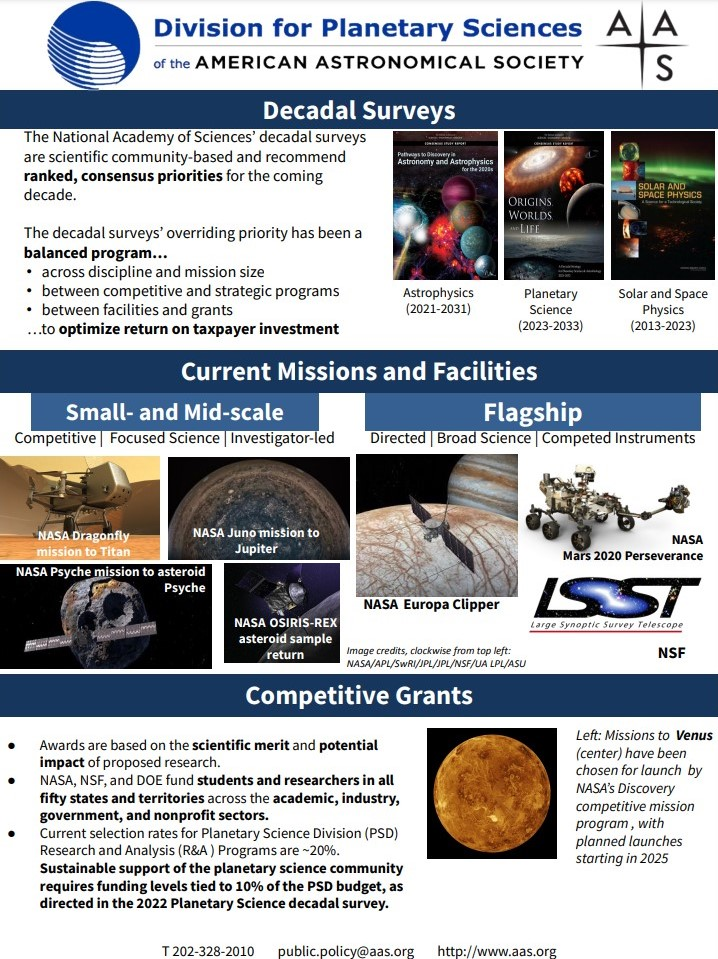 Division for Planetary Sciences
of the AMERICAN ASTRONOMICAL SOCIETY
A A
S
Decadal Surveys
The National Academy of Sciences’ decadal surveys
are scientific community-based and recommend
ranked, consensus priorities for the coming
decade.
The decadal surveys’ overriding priority has been a
balanced program…
• across discipline and mission size
• between competitive and strategic programs
• between facilities and grants
…to optimize return on taxpayer investment
CONSENSUS STUDY REPORT
Pathways to Discovery in
Astronomy and Astrophysics
for the 2020s
Astrophysics
(2021-2031)
CONSENSUS STUDY REPORT
ORIGINS,
WORLDS,
AND LIFE
Planetary
Science
(2023-2033)
SOLAR AND
SPACE PHYSICS
A Science for a Technological Society
Solar and Space
Physics
(2013-2023)
Current Missions and Facilities
Small- and Mid-scale
Competitive | Focused Science | Investigator-led
NASA Dragonfly
mission to Titan
NASA Juno mission to
Jupiter
NASA Psyche mission to asteroid
Psyche
NASA OSIRIS-REX
asteroid sample
return
Flagship
Directed | Broad Science | Competed Instruments
NASA Europa Clipper
NASA
Mars 2020 Perseverance
LSST
Large Synoptic Survey Telescope
NSF
Image credits, clockwise from top left:
NASA/APL/SwRI/JPL/JPL/NSF/UA LPL/ASU
Competitive Grants
● Awards are based on the scientific merit and potential
impact of proposed research.
● NASA, NSF, and DOE fund students and researchers in all
fifty states and territories across the academic, industry,
government, and nonprofit sectors.
● Current selection rates for Planetary Science Division (PSD)
Research and Analysis (R&A ) Programs are ~20%.
Sustainable support of the planetary science community
requires funding levels tied to 10% of the PSD budget, as
directed in the 2022 Planetary Science decadal survey.
Left: Missions to Venus
(center) have been
chosen for launch by
NASA’s Discovery
competitive mission
program , with
planned launches
starting in 2025
T 202-328-2010 public.policy@aas.org http://www.aas.org